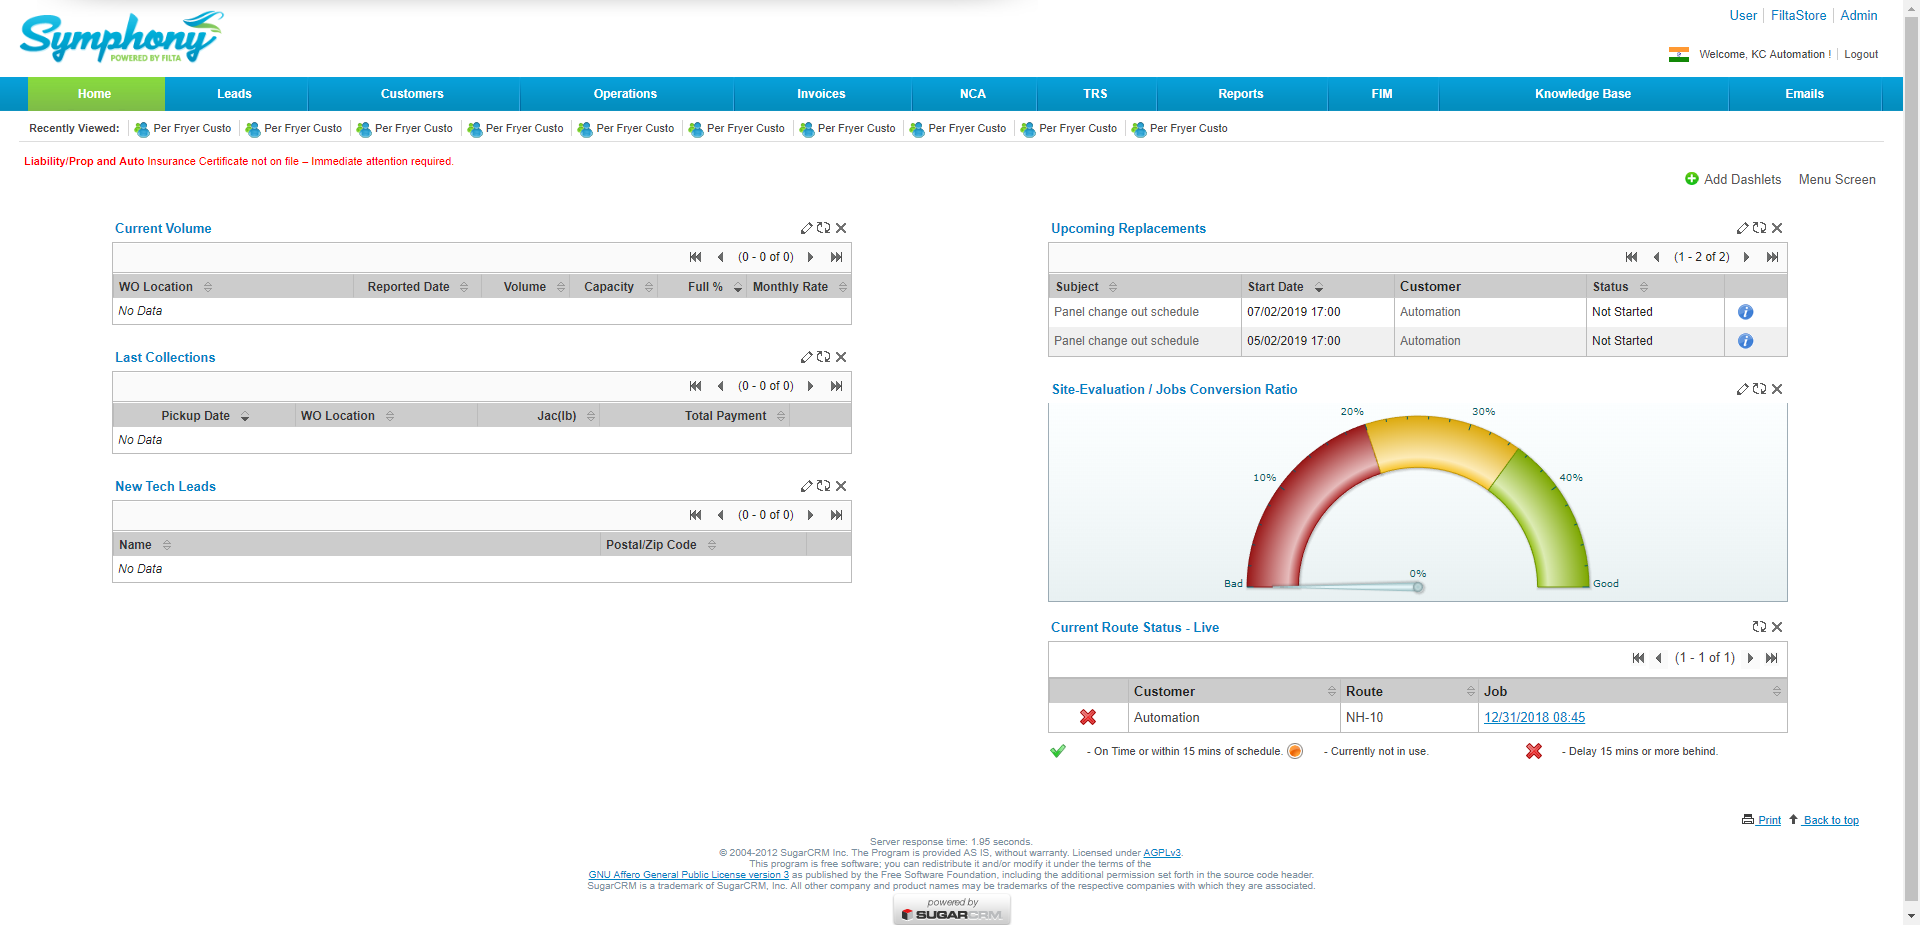 Symphony
POWERED BY FILTA
User FiltaStore Admin
Welcome, KC Automation ! Logout
Home Leads Customers Operations Invoices NCA TRS Reports FIM Knowledge Base Emails
Recently Viewed: Per Fryer Custo Per Fryer Custo Per Fryer Custo Per Fryer Custo Per Fryer Custo Per Fryer Custo Per Fryer Custo Per Fryer Custo Per Fryer Custo Per Fryer Custo
Liability/Prop and Auto Insurance Certificate not on file – Immediate attention required.
Add Dashlets Menu Screen
Current Volume
(0 - 0 of 0)
WO Location Reported Date Volume Capacity Full % Monthly Rate
No Data
Last Collections
(0 - 0 of 0)
Pickup Date WO Location Jac(lb) Total Payment
No Data
New Tech Leads
(0 - 0 of 0)
Name Postal/Zip Code
No Data
Upcoming Replacements
(1 - 2 of 2)
Subject Start Date Customer Status
Panel change out schedule 07/02/2019 17:00 Automation Not Started
Panel change out schedule 05/02/2019 17:00 Automation Not Started
Site-Evaluation / Jobs Conversion Ratio
20% 30%
10% 40%
0%
Bad Good
Current Route Status - Live
(1 - 1 of 1)
Customer Route Job
Automation NH-10 12/31/2018 08:45
- On Time or within 15 mins of schedule. - Currently not in use. - Delay 15 mins or more behind.
Print Back to top
Server response time: 1.95 seconds.
© 2004-2012 SugarCRM Inc. The Program is provided AS IS, without warranty. Licensed under AGPLv3.
This program is free software; you can redistribute it and/or modify it under the terms of the
GNU Affero General Public License version 3 as published by the Free Software Foundation, including the additional permission set forth in the source code header.
SugarCRM is a trademark of SugarCRM, Inc. All other company and product names may be trademarks of the respective companies with which they are associated.
powered by
SUGARCRM